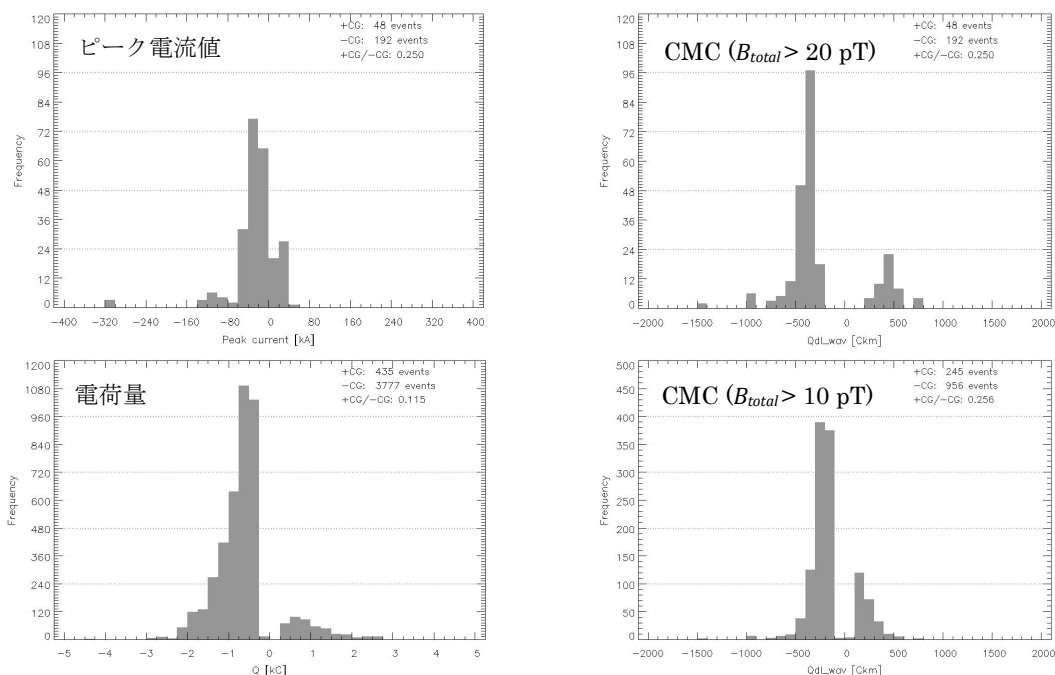 +CG: 48 events
-CG: 192 events
+CG/-CG: 0.250
ピーク電流値
120
108
96
84
72
60
48
36
24
12
0
Frequency
-400 -320 -240 -160 -80 0 80 160 240 320 400
Peak current [kA]
+CG: 48 events
-CG: 192 events
+CG/-CG: 0.250
CMC (Btotal > 20 pT)
120
108
96
84
72
60
48
36
24
12
0
Frequency
-2000 -1500 -1000 -500 0 500 1000 1500 2000
Qdl_wav [Ckm]
+CG: 435 events
-CG: 3777 events
+CG/-CG: 0.115
電荷量
1200
1080
960
840
720
600
480
360
240
120
0
Frequency
-5 -4 -3 -2 -1 0 1 2 3 4 5
Q [kC]
+CG: 245 events
-CG: 956 events
+CG/-CG: 0.256
CMC (Btotal > 10 pT)
500
450
400
350
300
250
200
150
100
50
0
Frequency
-2000 -1500 -1000 -500 0 500 1000 1500 2000
Qdl_wav [Ckm]